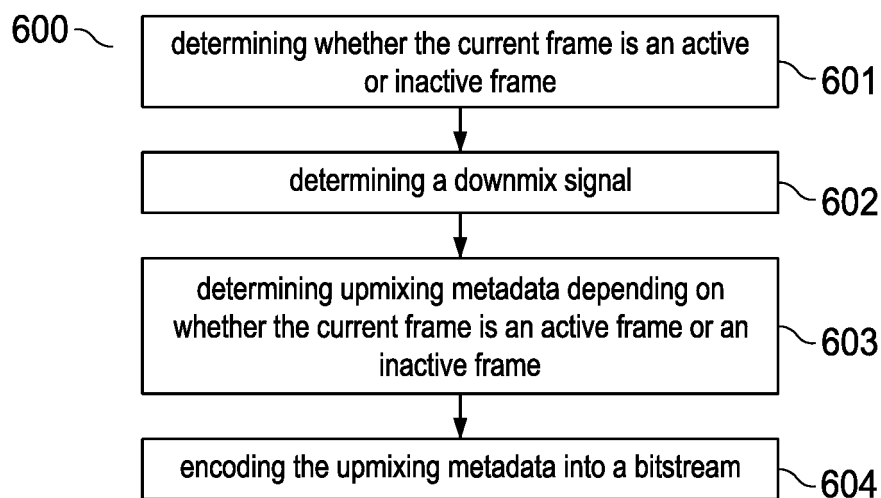 600
determining whether the current frame is an active
or inactive frame
601
determining a downmix signal
602
determining upmixing metadata depending on
whether the current frame is an active frame or an
inactive frame
603
encoding the upmixing metadata into a bitstream
604